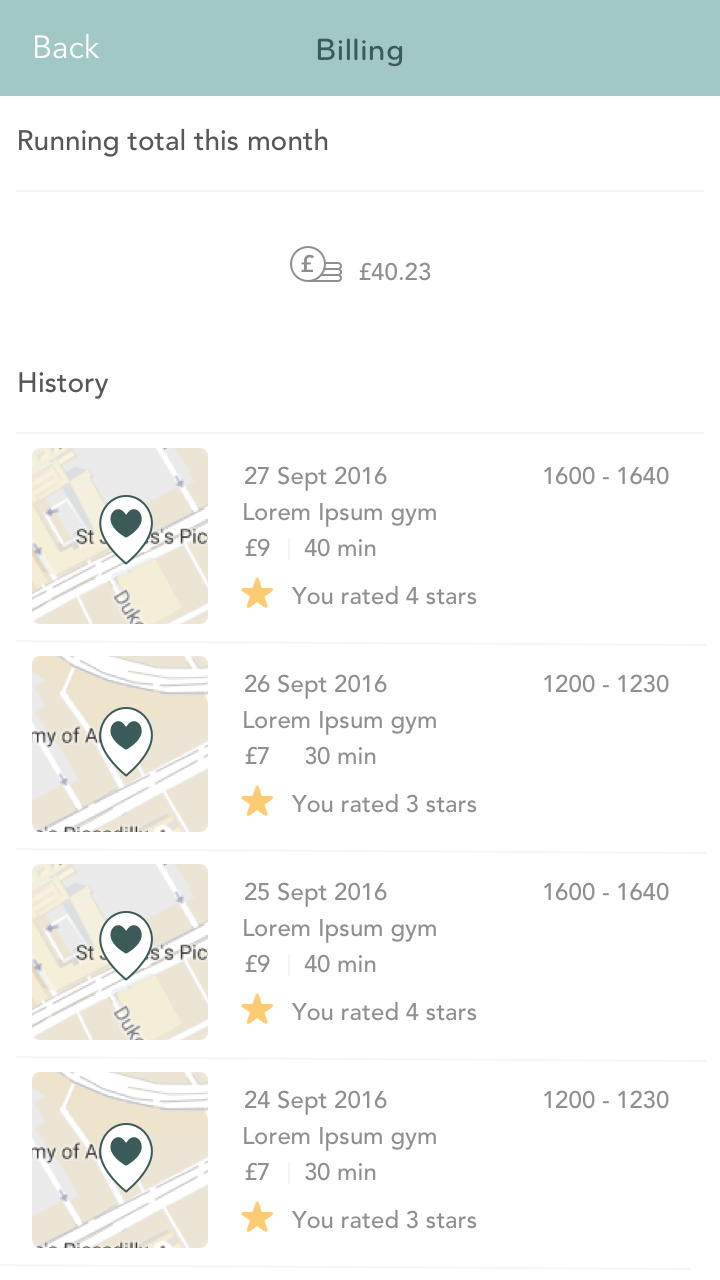 Back
Billing
Running total this month
£
£40.23
History
St
s's Pic
27 Sept 2016
1600 - 1640
Lorem Ipsum gym
£9
40 min
You rated 4 stars
my of A
26 Sept 2016
1200 - 1230
Lorem Ipsum gym
£7
30 min
You rated 3 stars
St
s's Pic
25 Sept 2016
1600 - 1640
Lorem Ipsum gym
£9
40 min
You rated 4 stars
my of A
24 Sept 2016
1200 - 1230
Lorem Ipsum gym
£7
30 min
You rated 3 stars